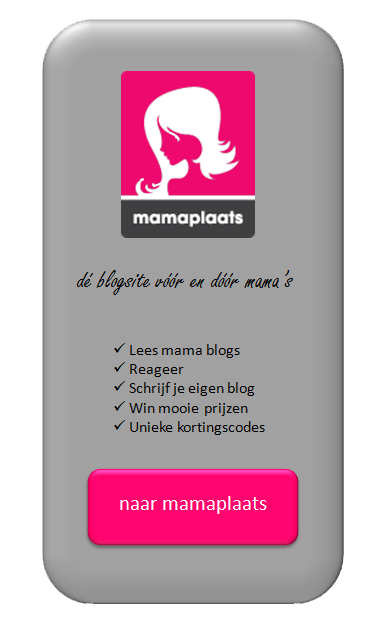 mamaplaats
dé blogsite vóór en dóór mama's
✓ Lees mama blogs
✓ Reageer
✓ Schrijf je eigen blog
✓ Win mooie prijzen
✓ Unieke kortingscodes
naar mamaplaats